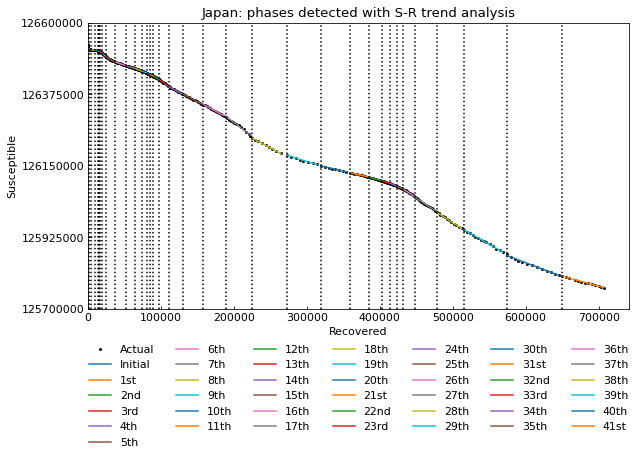 Japan: phases detected with S-R trend analysis
126600000
126375000
126150000
125925000
125700000
Susceptible
0 100000 200000 300000 400000 500000 600000 700000
Recovered
Actual 6th 12th 18th 24th 30th 36th
Initial 7th 13th 19th 25th 31st 37th
1st 8th 14th 20th 26th 32nd 38th
2nd 9th 15th 21st 27th 33rd 39th
3rd 10th 16th 22nd 28th 34th 40th
4th 11th 17th 23rd 29th 35th 41st
5th